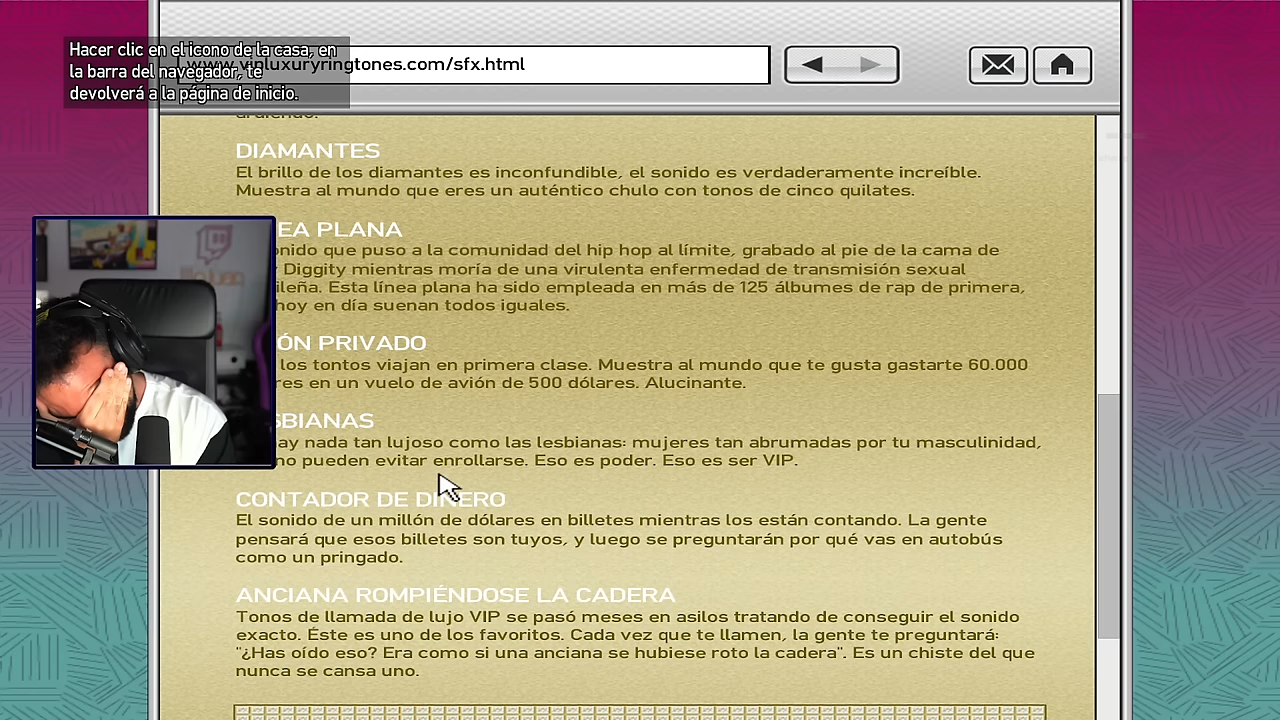 Hacer clic en el icono de la casa, en
la barra del navegador, te
devolverá a la página de inicio.
www.vipluxuryringtones.com/sfx.html
DIAMANTES
El brillo de los diamantes es inconfundible, el sonido es verdaderamente increíble.
Muestra al mundo que eres un auténtico chulo con tonos de cinco quilates.
EA PLANA
onido que puso a la comunidad del hip hop al límite, grabado al pie de la cama de
Diggity mientras moría de una virulenta enfermedad de transmisión sexual
ileña. Esta línea plana ha sido empleada en más de 125 álbumes de rap de primera,
hoy en día suenan todos iguales.
ÓN PRIVADO
los tontos viajan en primera clase. Muestra al mundo que te gusta gastarte 60.000
res en un vuelo de avión de 500 dólares. Alucinante.
SBIANAS
ay nada tan lujoso como las lesbianas: mujeres tan abrumadas por tu masculinidad,
no pueden evitar enrollarse. Eso es poder. Eso es ser VIP.
CONTADOR DE DINERO
El sonido de un millón de dólares en billetes mientras los están contando. La gente
pensará que esos billetes son tuyos, y luego se preguntarán por qué vas en autobús
como un pringado.
ANCIANA ROMPIÉNDOSE LA CADERA
Tonos de llamada de lujo VIP se pasó meses en asilos tratando de conseguir el sonido
exacto. Éste es uno de los favoritos. Cada vez que te llamen, la gente te preguntará:
"¿Has oído eso? Era como si una anciana se hubiese roto la cadera". Es un chiste del que
nunca se cansa uno.